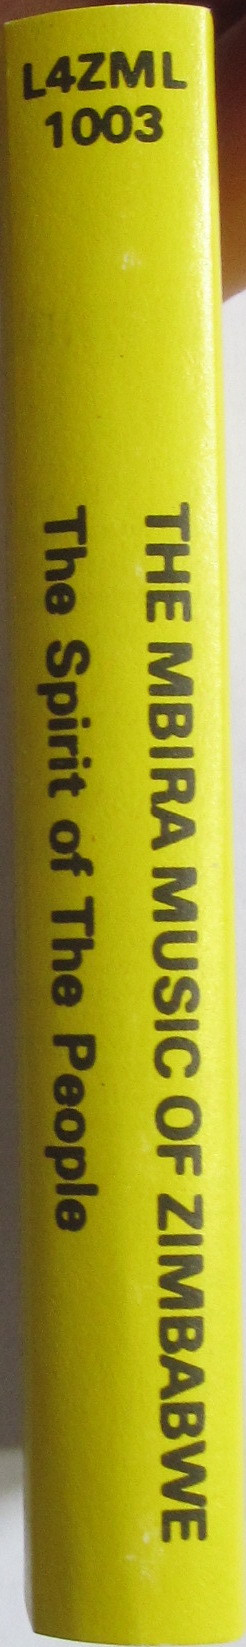 L4ZML
1003
THE MBIRA MUSIC OF ZIMBABWE
The Spirit of The People